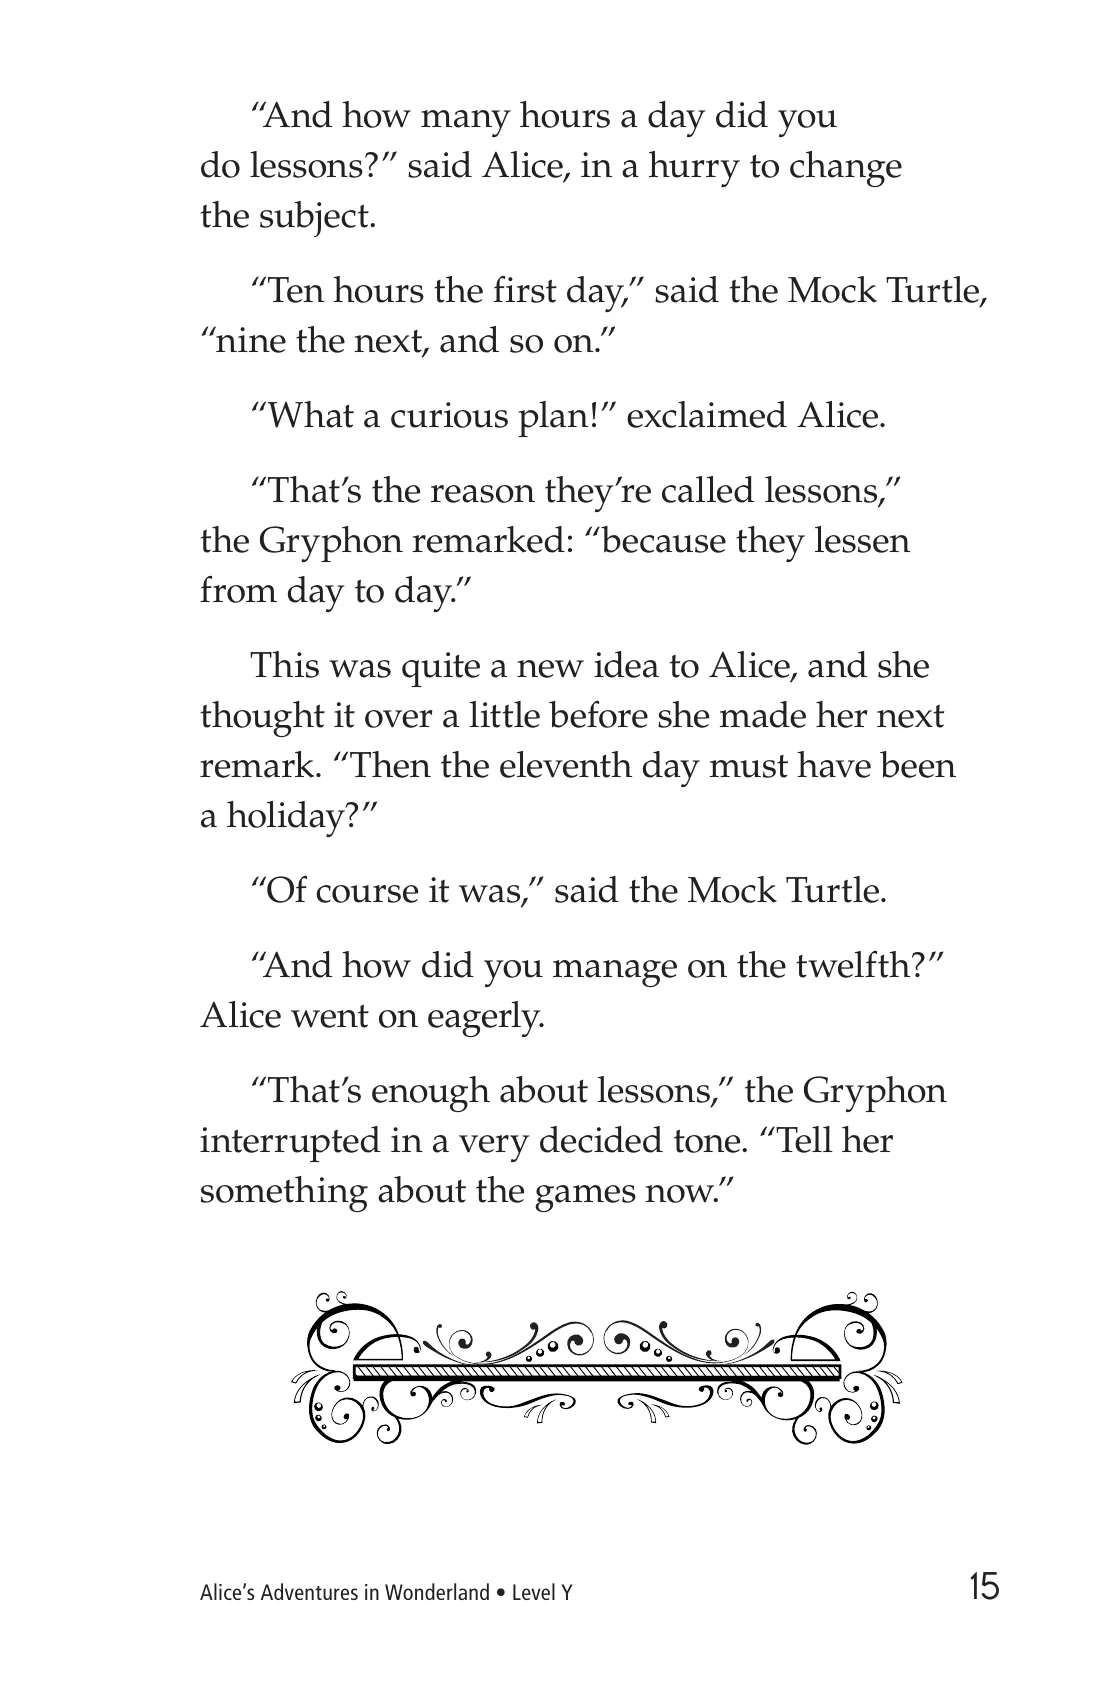 “And how many hours a day did you
do lessons?” said Alice, in a hurry to change
the subject.
“Ten hours the first day,” said the Mock Turtle,
“nine the next, and so on.”
“What a curious plan!” exclaimed Alice.
“That’s the reason they’re called lessons,”
the Gryphon remarked: “because they lessen
from day to day.”
This was quite a new idea to Alice, and she
thought it over a little before she made her next
remark. “Then the eleventh day must have been
a holiday?”
“Of course it was,” said the Mock Turtle.
“And how did you manage on the twelfth?”
Alice went on eagerly.
“That’s enough about lessons,” the Gryphon
interrupted in a very decided tone. “Tell her
something about the games now.”
Alice’s Adventures in Wonderland • Level Y
15